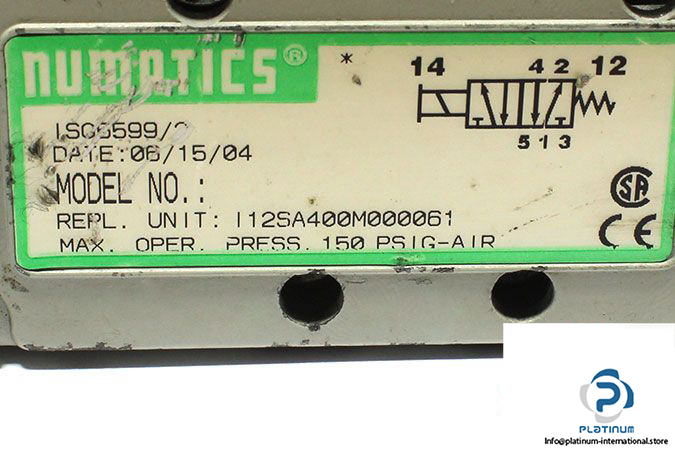 NUMATICS®
* 14 4 2 12
5 1 3
DATE: 06/15/04
MODEL NO.:
REPL. UNIT: I12SA400M000061
MAX. OPER. PRESS. 150 PSIG-AIR
SA
CE
P
PLATINUM
Info@platinum-international.store